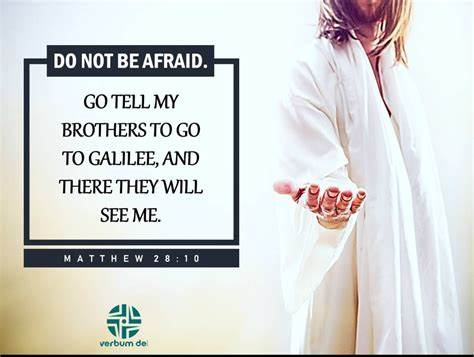 DO NOT BE AFRAID.
GO TELL MY
BROTHERS TO GO
TO GALILEE, AND
THERE THEY WILL
SEE ME.
MATTHEW 28:10
verbum dei